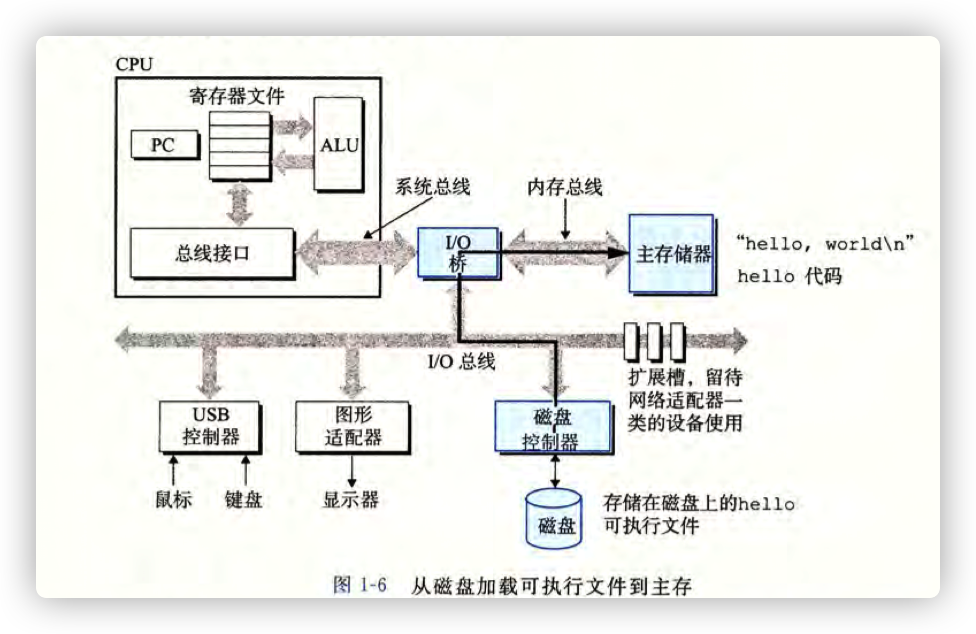 CPU
寄存器文件
PC
ALU
系统总线
内存总线
总线接口
I/O
桥
主存储器
“hello, world\n”
hello 代码
I/O 总线
扩展槽，留待
网络适配器一
类的设备使用
USB
控制器
图形
适配器
磁盘
控制器
鼠标
键盘
显示器
磁盘
存储在磁盘上的hello
可执行文件
图 1-6 从磁盘加载可执行文件到主存